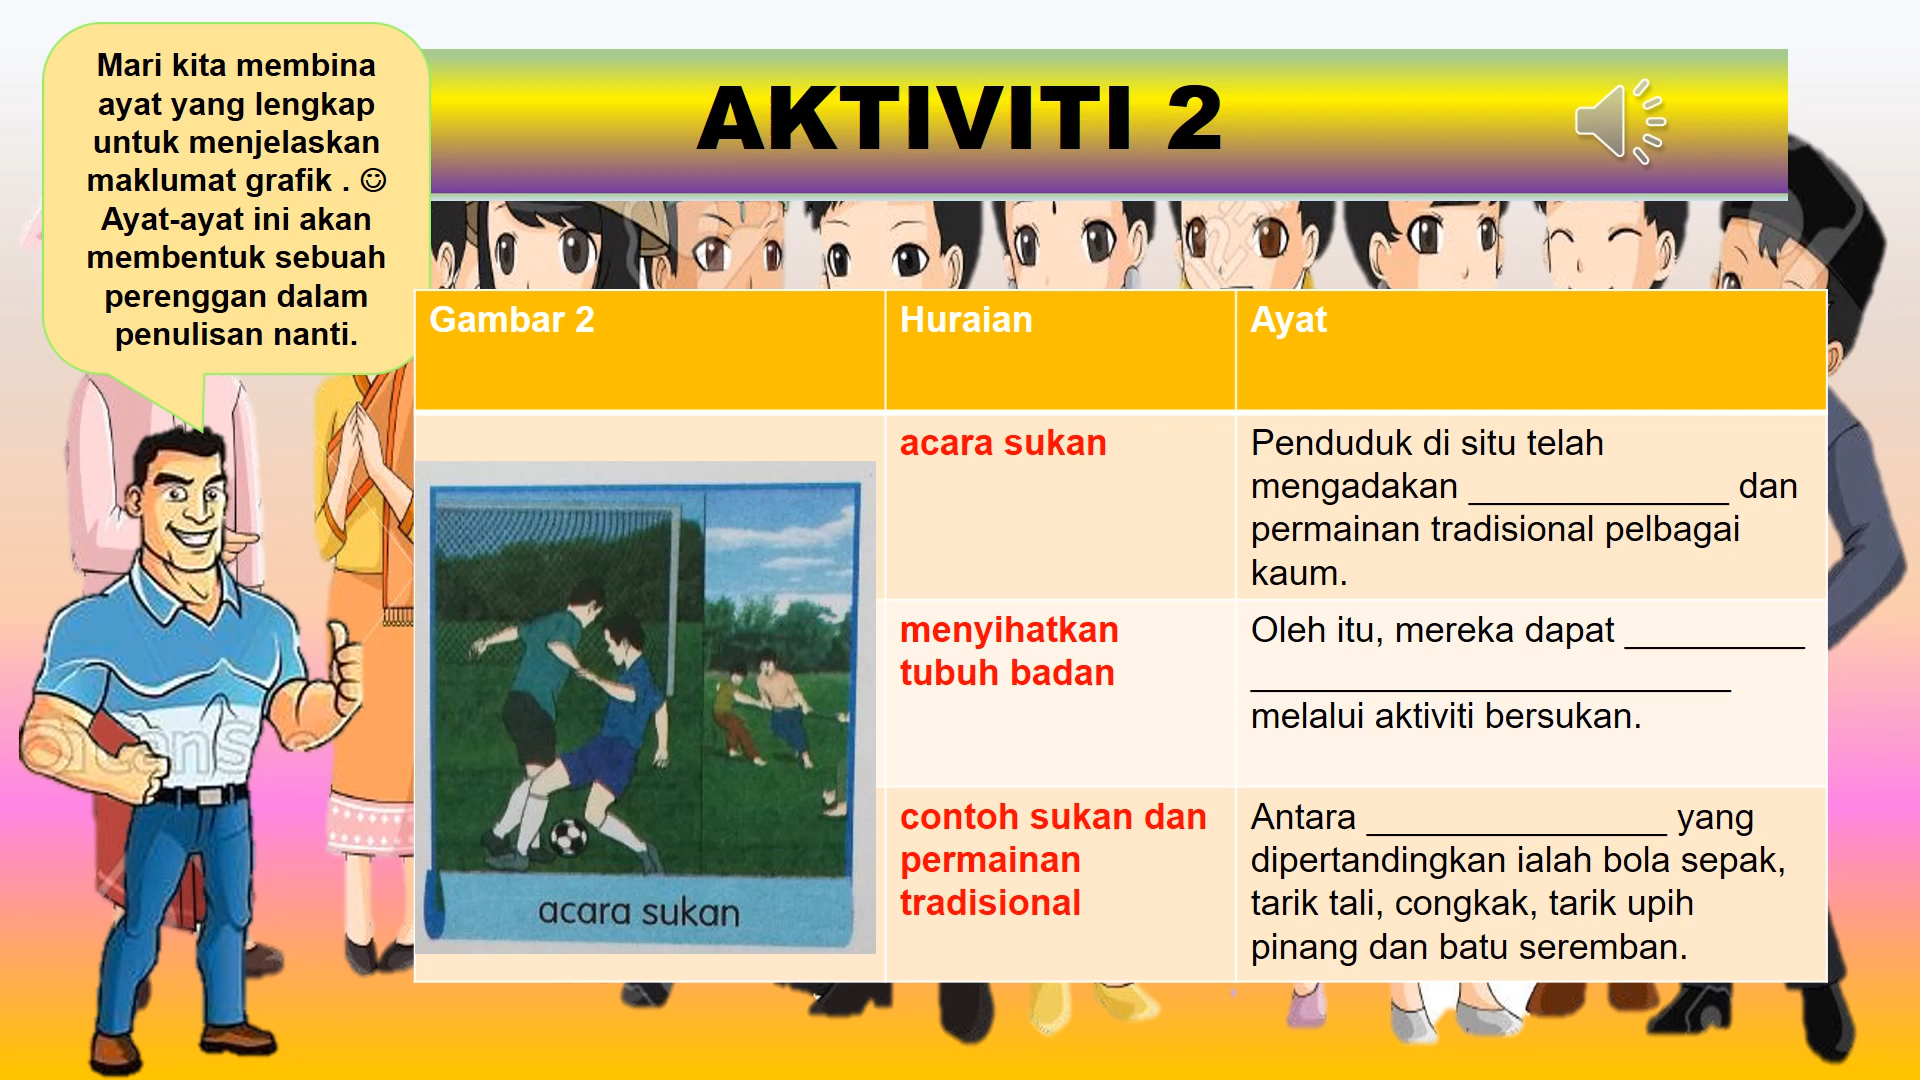 Mari kita membina
ayat yang lengkap
untuk menjelaskan
maklumat grafik . ☺
Ayat-ayat ini akan
membentuk sebuah
perenggan dalam
penulisan nanti.
AKTIVITI 2
Gambar 2
Huraian
Ayat
acara sukan
acara sukan
Penduduk di situ telah
mengadakan _____________ dan
permainan tradisional pelbagai
kaum.
menyihatkan
tubuh badan
Oleh itu, mereka dapat _________
________________________
melalui aktiviti bersukan.
contoh sukan dan
permainan
tradisional
Antara _______________ yang
dipertandingkan ialah bola sepak,
tarik tali, congkak, tarik upih
pinang dan batu seremban.